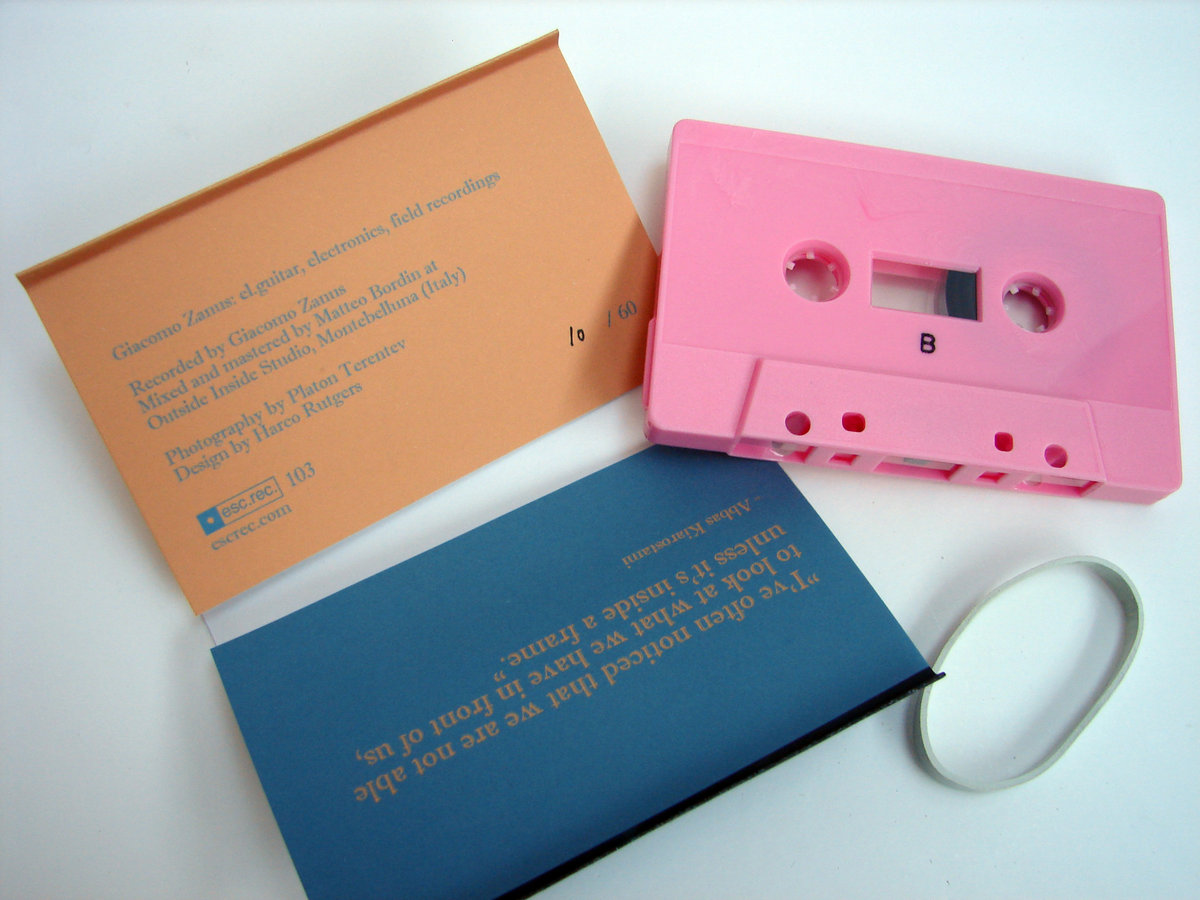 Giacomo Zanus: el.guitar, electronics, field recordings
Recorded by Giacomo Zanus
Mixed and mastered by Matteo Bordin at
Outside Inside Studio, Montebelluna (Italy)
10 / 60
Photography by Platon Terentev
Design by Harco Rutgers
esc.rec. 103
escrec.com
B
"I've often noticed that we are not able
to look at what we have in front of us,
unless it's inside a frame."
– Abbas Kiarostami